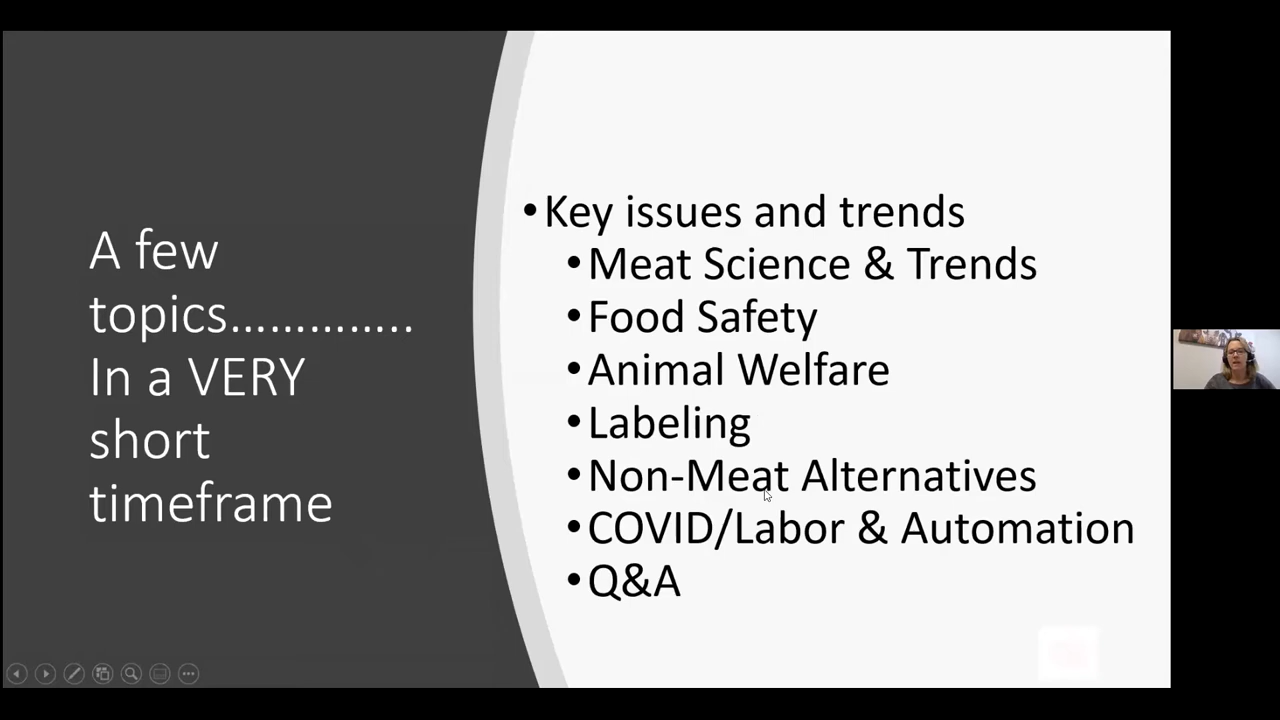 A few
topics…………..
In a VERY
short
timeframe
•Key issues and trends
•Meat Science & Trends
•Food Safety
•Animal Welfare
•Labeling
•Non-Meat Alternatives
•COVID/Labor & Automation
•Q&A